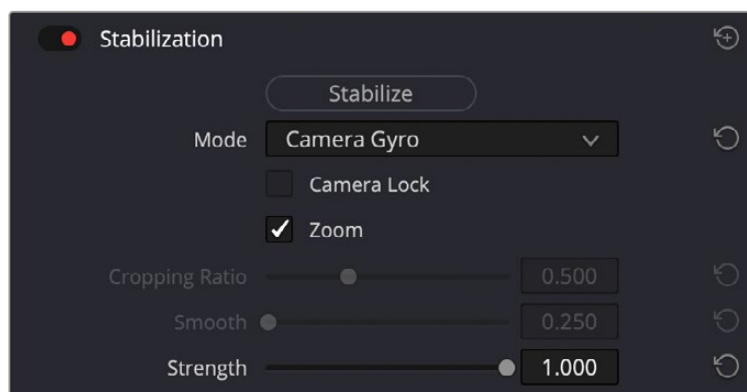 Stabilization
Stabilize
Mode Camera Gyro
Camera Lock
Zoom
Cropping Ratio 0.500
Smooth 0.250
Strength 1.000